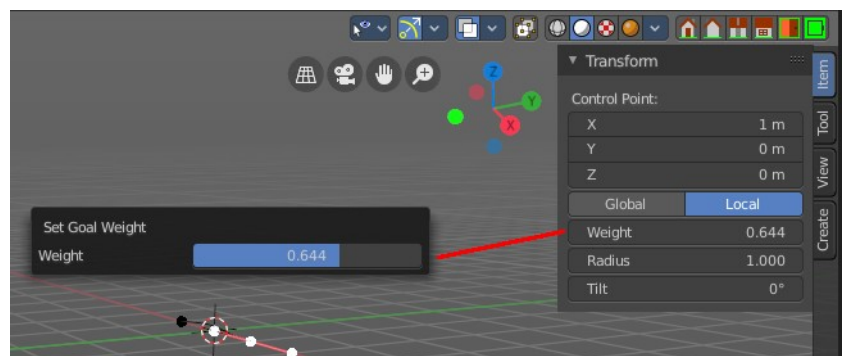 Transform
Control Point:
X 1 m
Y 0 m
Z 0 m
Global Local
Weight 0.644
Radius 1.000
Tilt 0°
Item
Tool
View
Create
Z
Y
X
Set Goal Weight
Weight 0.644